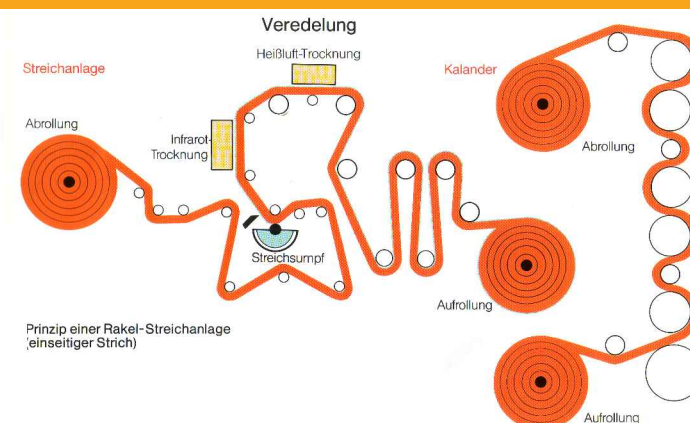 Veredelung
Heißluft-Trocknung
Streichanlage
Kalander
Abrollung
Infrarot-
Trocknung
Abrollung
Streichsumpf
Aufrollung
Prinzip einer Rakel-Streichanlage
(einseitiger Strich)
Aufrollung